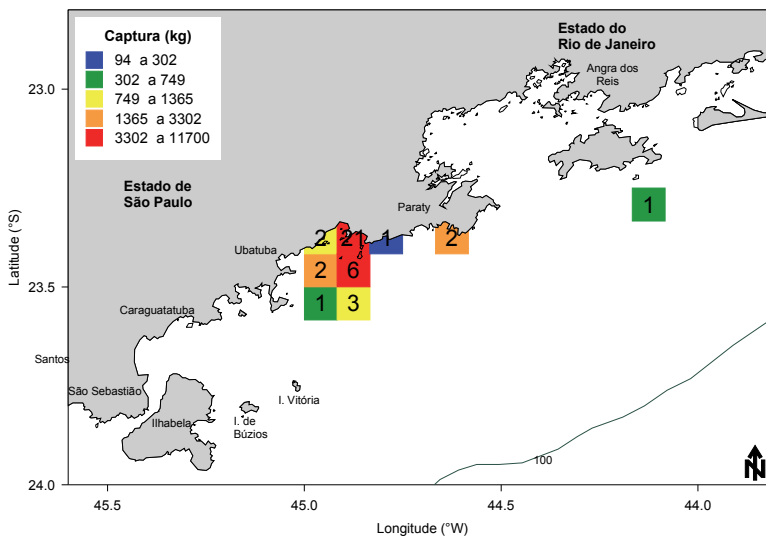 Captura (kg)
94 a 302
302 a 749
749 a 1365
1365 a 3302
3302 a 11700
Estado do
Rio de Janeiro
Angra dos
Reis
Estado de
São Paulo
Paraty
Ubatuba
Caraguatatuba
Santos
São Sebastião
Ilhabela
I. de
Búzios
I. Vitória
1
2 21 1 2
2 6
1 3
100
N
23.0
23.5
24.0
Latitude (°S)
45.5 45.0 44.5 44.0
Longitude (°W)